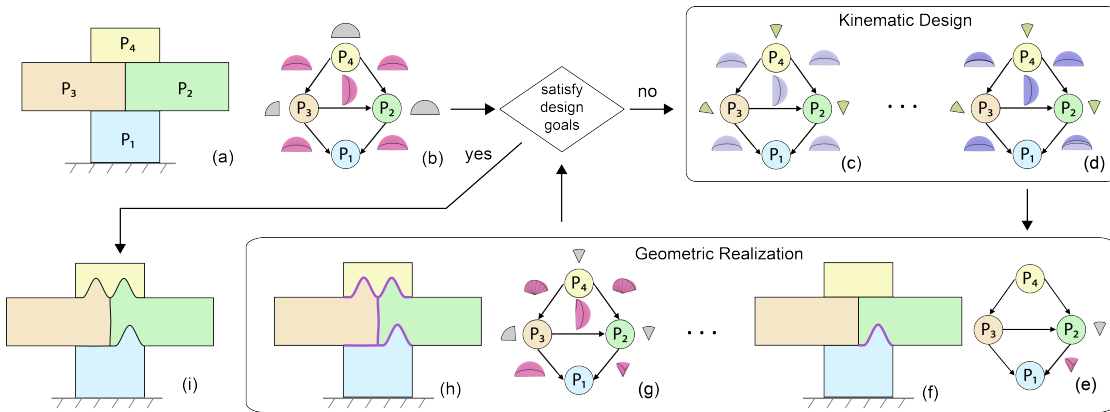 P₄
P₃
P₂
P₁
(a)
P₄
P₃
P₂
P₁
(b)
satisfy
design
goals
no
yes
Kinematic Design
P₄
P₃
P₂
P₁
(c)
...
P₄
P₃
P₂
P₁
(d)
(i)
Geometric Realization
(h)
P₄
P₃
P₂
P₁
(g)
...
(f)
P₄
P₃
P₂
P₁
(e)